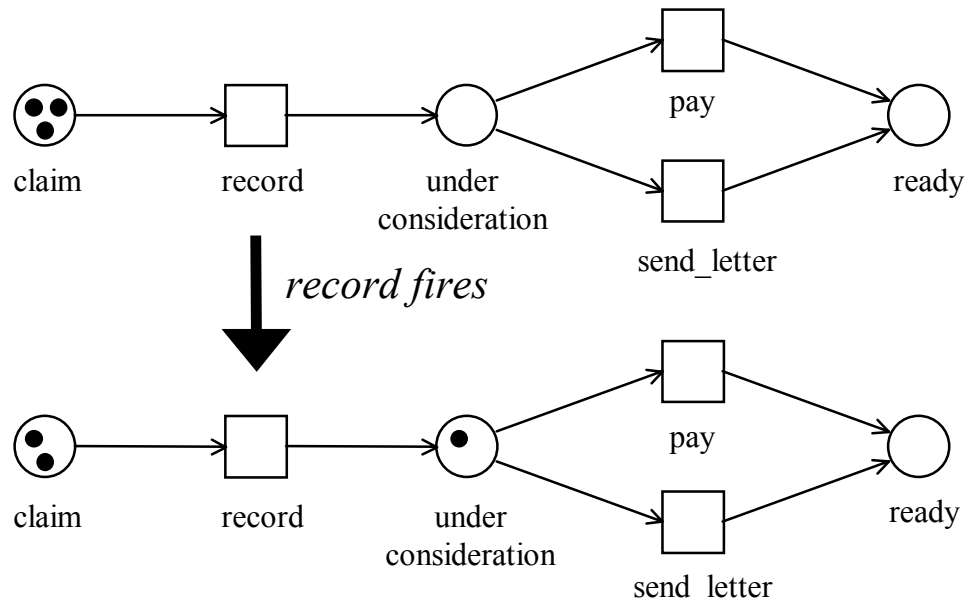 pay
claim
record
under
consideration
ready
send_letter
record fires
pay
claim
record
under
consideration
ready
send_letter